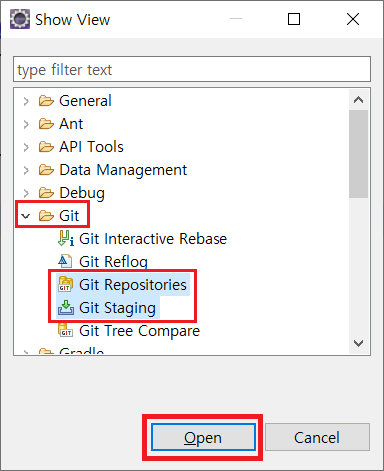 Show View
type filter text
General
Ant
API Tools
Data Management
Debug
Git
Git Interactive Rebase
Git Reflog
Git Repositories
Git Staging
Git Tree Compare
Gradle
Open
Cancel